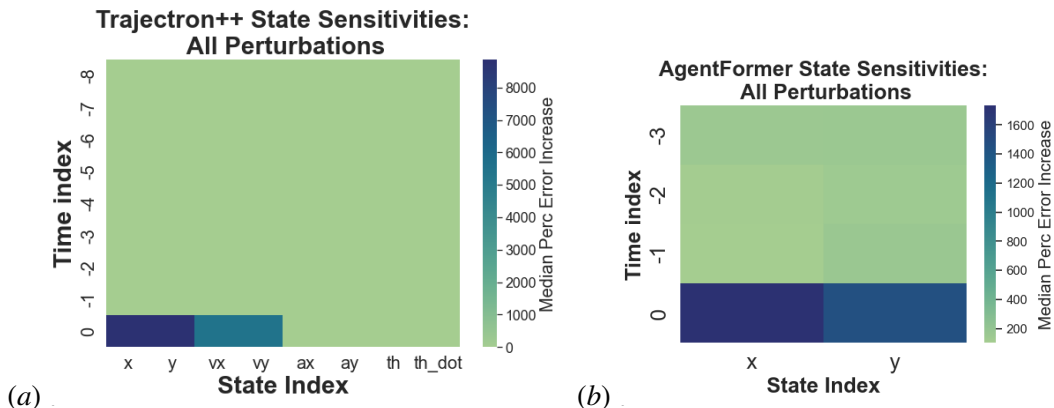 Trajectron++ State Sensitivities:
All Perturbations
Time index
-8
-7
-6
-5
-4
-3
-2
-1
0
x y vx vy ax ay th th_dot
State Index
8000
7000
6000
5000
4000
3000
2000
1000
0
Median Perc Error Increase
(a)
AgentFormer State Sensitivities:
All Perturbations
Time index
-3
-2
-1
0
x y
State Index
1600
1400
1200
1000
800
600
400
200
Median Perc Error Increase
(b)